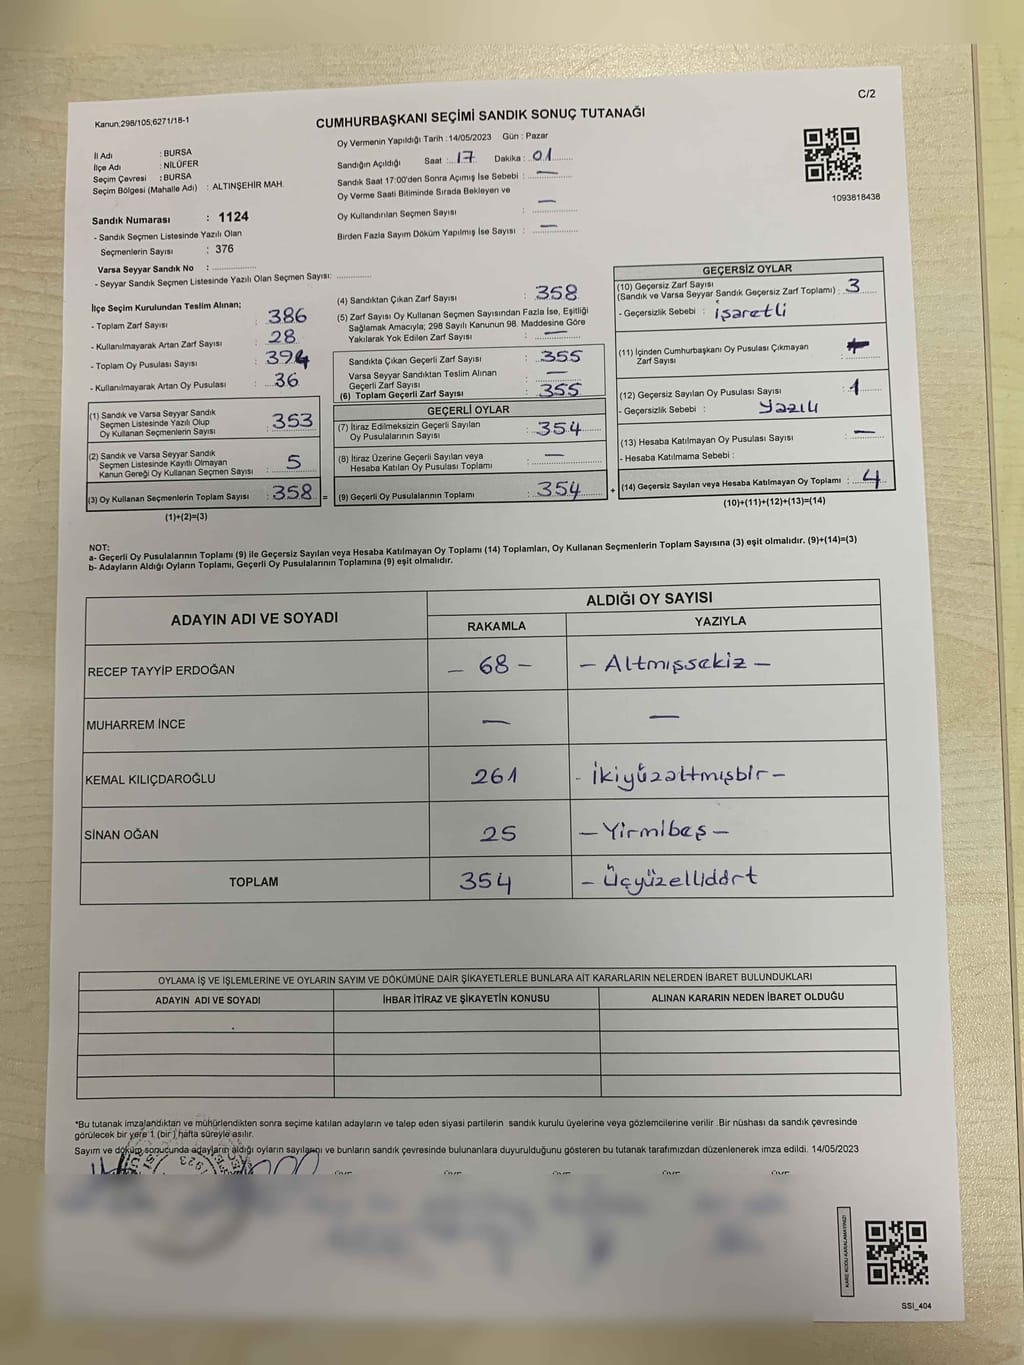 C/2
Kanun;298/105;6271/18-1
CUMHURBAŞKANI SEÇİMİ SANDIK SONUÇ TUTANAĞI
İl Adı : BURSA
İlçe Adı : NİLÜFER
Seçim Çevresi : BURSA
Seçim Bölgesi (Mahalle Adı) : ALTINŞEHİR MAH.
Sandık Numarası : 1124
- Sandık Seçmen Listesinde Yazılı Olan
Seçmenlerin Sayısı : 376
Varsa Seyyar Sandık No :
- Seyyar Sandık Seçmen Listesinde Yazılı Olan Seçmen Sayısı:
Oy Vermenin Yapıldığı Tarih :14/05/2023 Gün : Pazar
Sandığın Açıldığı Saat : 17 Dakika : 01
Sandık Saat 17:00'den Sonra Açımış İse Sebebi : —
Oy Verme Saati Bitiminde Sırada Bekleyen ve
Oy Kullandırılan Seçmen Sayısı : —
Birden Fazla Sayım Döküm Yapılmış İse Sayısı : —
1093818438
İlçe Seçim Kurulundan Teslim Alınan;
- Toplam Zarf Sayısı : 386
- Kullanılmayarak Artan Zarf Sayısı : 28
- Toplam Oy Pusulası Sayısı : 394
- Kullanılmayarak Artan Oy Pusulası : 36
(1) Sandık ve Varsa Seyyar Sandık
Seçmen Listesinde Yazılı Olup
Oy Kullanan Seçmenlerin Sayısı : 353
(2) Sandık ve Varsa Seyyar Sandık
Seçmen Listesinde Kayıtlı Olmayan
Kanun Gereği Oy Kullanan Seçmen Sayısı : 5
(3) Oy Kullanan Seçmenlerin Toplam Sayısı : 358 =
(1)+(2)=(3)
(4) Sandıktan Çıkan Zarf Sayısı : 358
(5) Zarf Sayısı Oy Kullanan Seçmen Sayısından Fazla İse, Eşitliği
Sağlamak Amacıyla; 298 Sayılı Kanunun 98. Maddesine Göre
Yakılarak Yok Edilen Zarf Sayısı : —
Sandıkta Çıkan Geçerli Zarf Sayısı : 355
Varsa Seyyar Sandıktan Teslim Alınan
Geçerli Zarf Sayısı : —
(6) Toplam Geçerli Zarf Sayısı : 355
GEÇERLİ OYLAR
(7) İtiraz Edilmeksizin Geçerli Sayılan
Oy Pusulalarının Sayısı : 354
(8) İtiraz Üzerine Geçerli Sayılan veya
Hesaba Katılan Oy Pusulası Toplamı : —
(9) Geçerli Oy Pusulalarının Toplamı : 354 +
GEÇERSİZ OYLAR
(10) Geçersiz Zarf Sayısı
(Sandık ve Varsa Seyyar Sandık Geçersiz Zarf Toplamı) : 3
- Geçersizlik Sebebi : işaretli
(11) İçinden Cumhurbaşkanı Oy Pusulası Çıkmayan
Zarf Sayısı :
(12) Geçersiz Sayılan Oy Pusulası Sayısı : 1
- Geçersizlik Sebebi : Yazılı
(13) Hesaba Katılmayan Oy Pusulası Sayısı : —
- Hesaba Katılmama Sebebi :
(14) Geçersiz Sayılan veya Hesaba Katılmayan Oy Toplamı : 4
(10)+(11)+(12)+(13)=(14)
NOT:
a- Geçerli Oy Pusulalarının Toplamı (9) ile Geçersiz Sayılan veya Hesaba Katılmayan Oy Toplamı (14) Toplamları, Oy Kullanan Seçmenlerin Toplam Sayısına (3) eşit olmalıdır. (9)+(14)=(3)
b- Adayların Aldığı Oyların Toplamı, Geçerli Oy Pusulalarının Toplamına (9) eşit olmalıdır.
ADAYIN ADI VE SOYADI ALDIĞI OY SAYISI
RAKAMLA YAZIYLA
RECEP TAYYİP ERDOĞAN — 68 — — Altmışsekiz —
MUHARREM İNCE — —
KEMAL KILIÇDAROĞLU 261 - İkiyüzaltmışbir —
SİNAN OĞAN 25 — Yirmibeş —
TOPLAM 354 — Üçyüzellidört
OYLAMA İŞ VE İŞLEMLERİNE VE OYLARIN SAYIM VE DÖKÜMÜNE DAİR ŞİKAYETLERLE BUNLARA AİT KARARLARIN NELERDEN İBARET BULUNDUKLARI
ADAYIN ADI VE SOYADI İHBAR İTİRAZ VE ŞİKAYETİN KONUSU ALINAN KARARIN NEDEN İBARET OLDUĞU
*Bu tutanak imzalandıktan ve mühürlendikten sonra seçime katılan adayların ve talep eden siyasi partilerin sandık kurulu üyelerine veya gözlemcilerine verilir .Bir nüshası da sandık çevresinde
görülecek bir yere 1 (bir ) hafta süreyle asılır.
Sayım ve döküm sonucunda adayların aldığı oyların sayılarını ve bunların sandık çevresinde bulunanlara duyurulduğunu gösteren bu tutanak tarafımızdan düzenlenerek imza edildi. 14/05/2023
KARE KODU KARALAMAYINIZ!
SSI_404